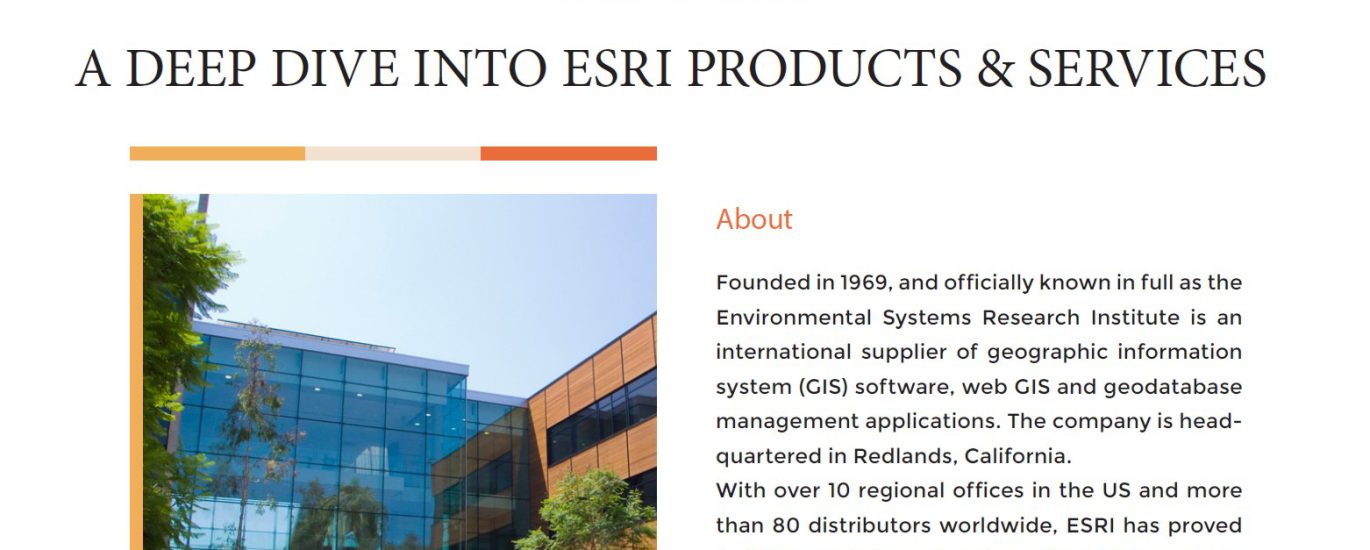 A DEEP DIVE INTO ESRI PRODUCTS & SERVICES
About
Founded in 1969, and officially known in full as the
Environmental Systems Research Institute is an
international supplier of geographic information
system (GIS) software, web GIS and geodatabase
management applications. The company is head-
quartered in Redlands, California.
With over 10 regional offices in the US and more
than 80 distributors worldwide, ESRI has proved